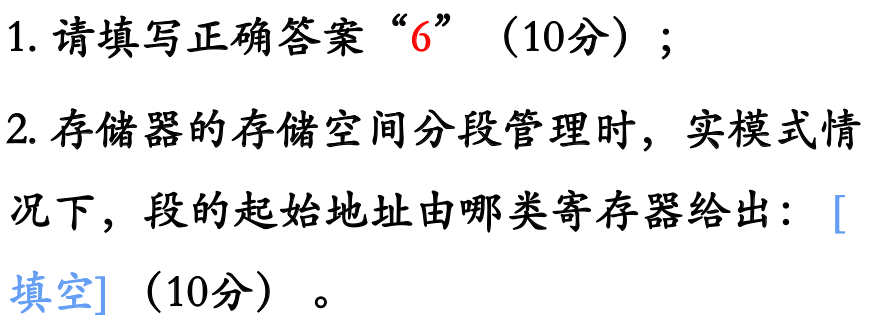 1. 请填写正确答案“6”（10分）;
2. 存储器的存储空间分段管理时，实模式情
况下，段的起始地址由哪类寄存器给出： [
填空] （10分） 。